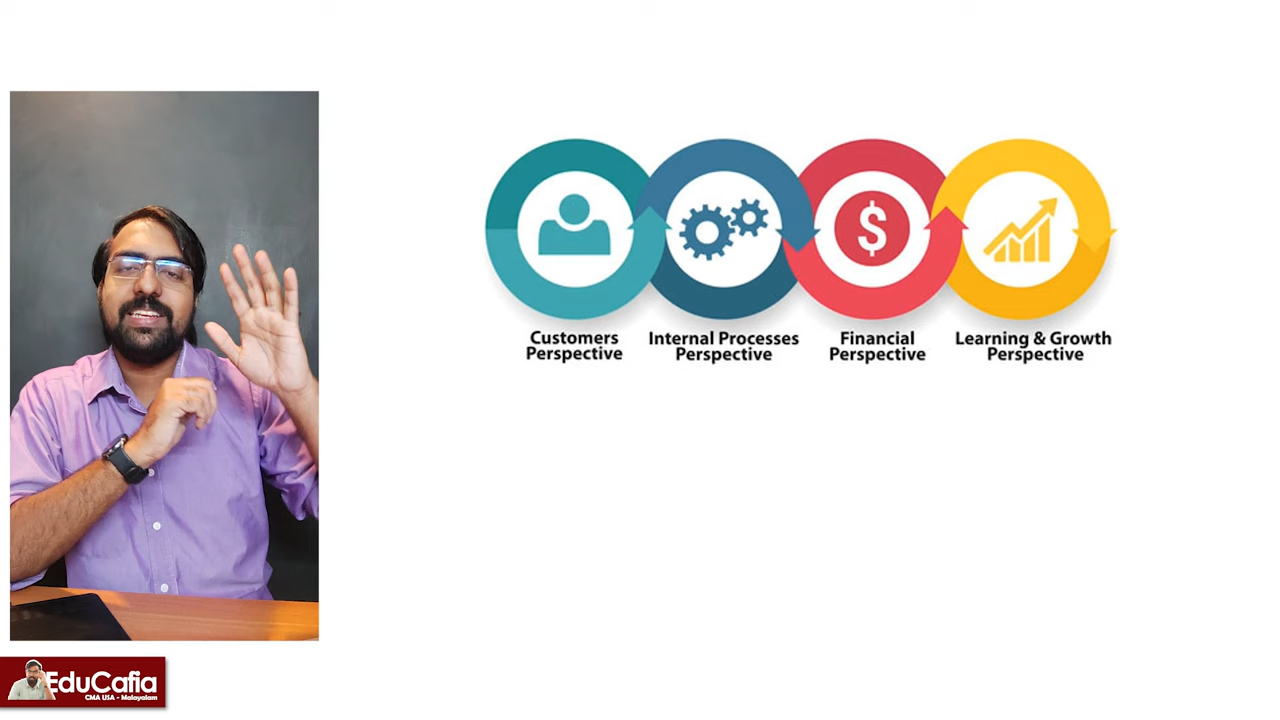 Customers
Perspective
Internal Processes
Perspective
$
Financial
Perspective
Learning & Growth
Perspective
EduCafia
CMA USA - Malayalam